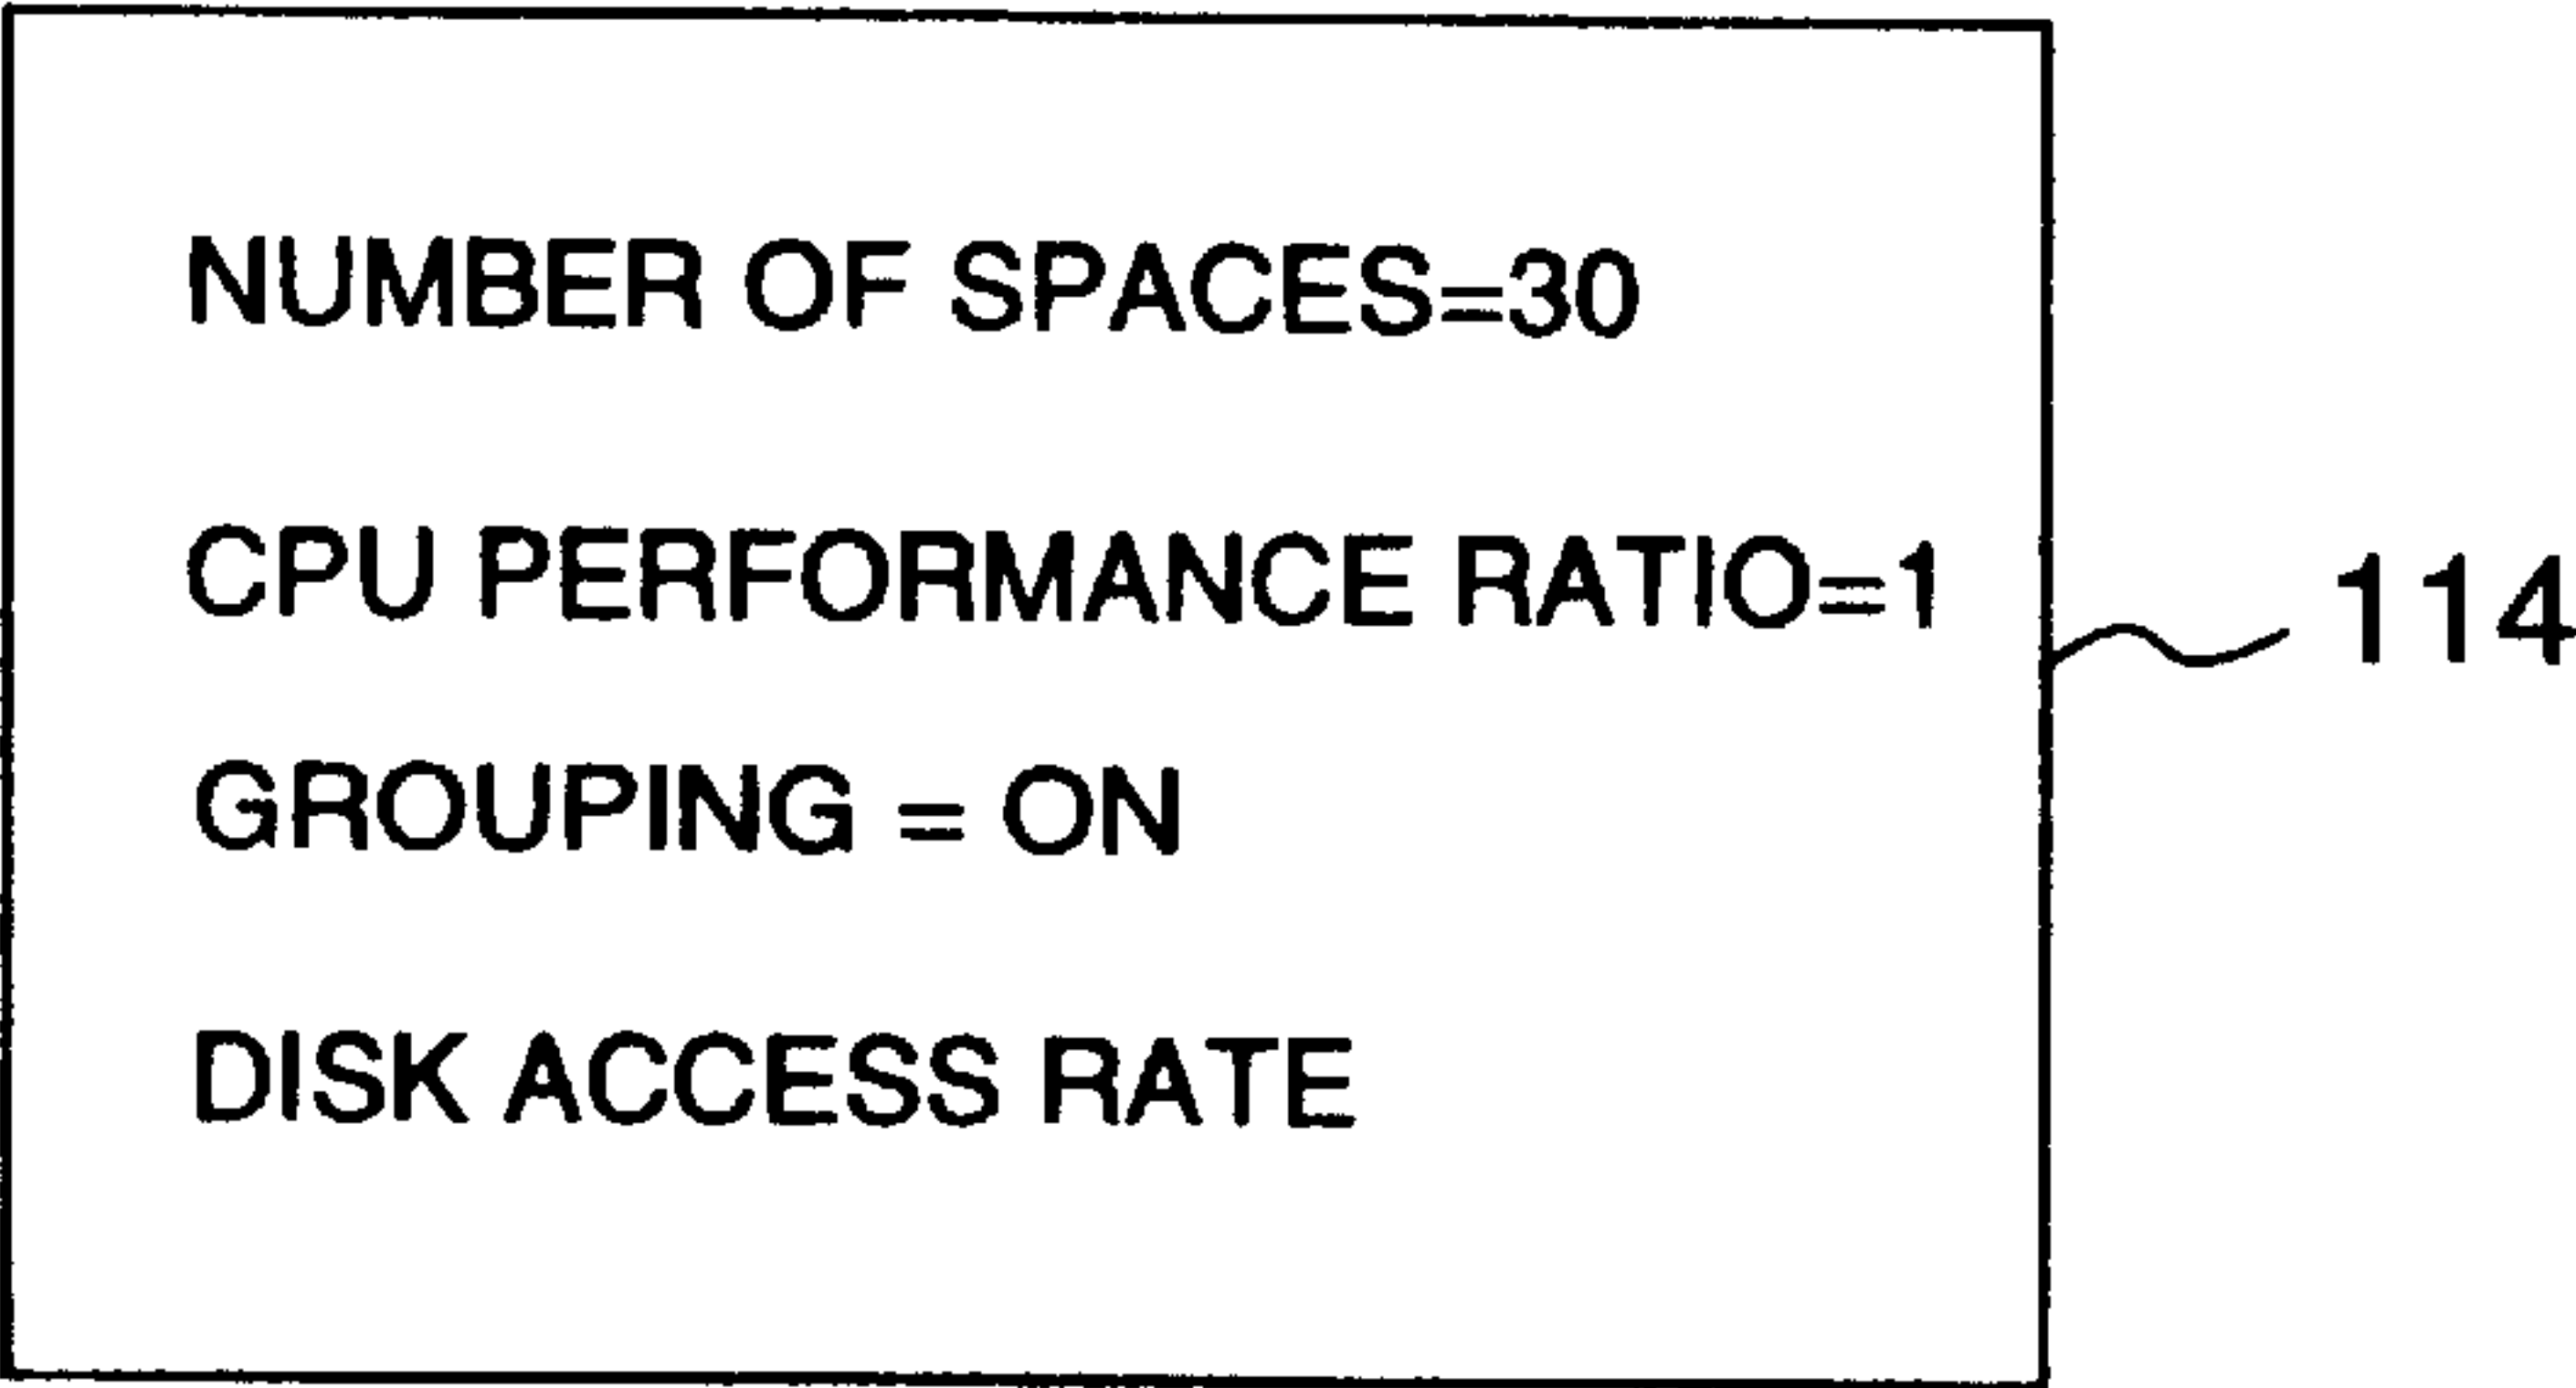 NUMBER OF SPACES=30
CPU PERFORMANCE RATIO=1
114
GROUPING = ON
DISK ACCESS RATE